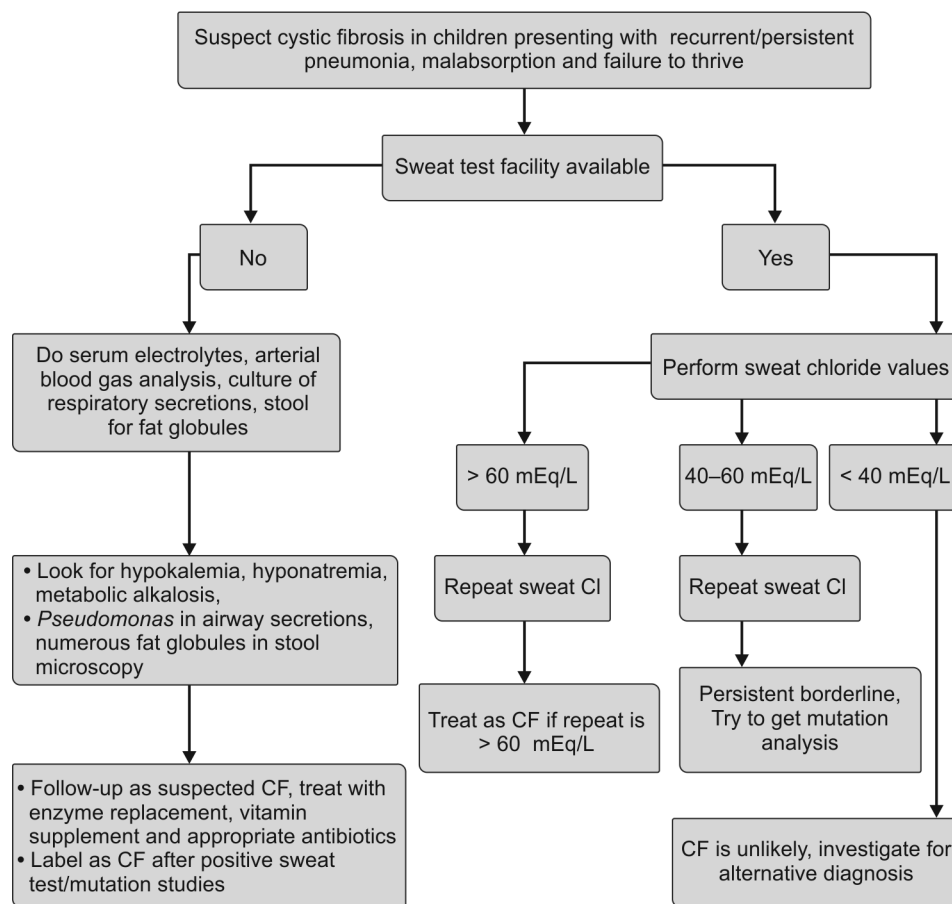 Suspect cystic fibrosis in children presenting with recurrent/persistent
pneumonia, malabsorption and failure to thrive
Sweat test facility available
No
Yes
Do serum electrolytes, arterial
blood gas analysis, culture of
respiratory secretions, stool
for fat globules
Perform sweat chloride values
> 60 mEq/L
40–60 mEq/L
< 40 mEq/L
• Look for hypokalemia, hyponatremia,
metabolic alkalosis,
• Pseudomonas in airway secretions,
numerous fat globules in stool
microscopy
Repeat sweat Cl
Repeat sweat Cl
Treat as CF if repeat is
> 60 mEq/L
Persistent borderline,
Try to get mutation
analysis
• Follow-up as suspected CF, treat with
enzyme replacement, vitamin
supplement and appropriate antibiotics
• Label as CF after positive sweat
test/mutation studies
CF is unlikely, investigate for
alternative diagnosis